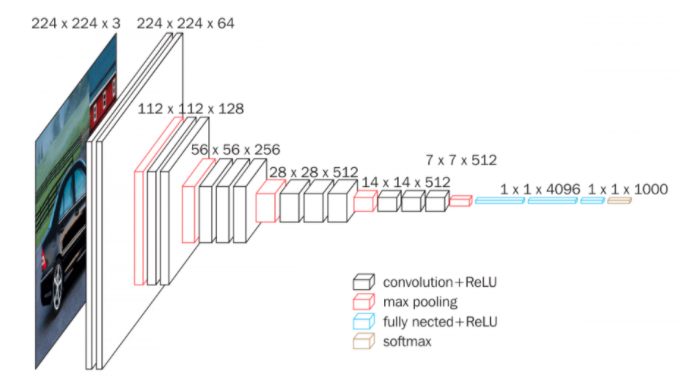 224 x 224 x 3
224 x 224 x 64
112 x 112 x 128
56 x 56 x 256
28 x 28 x 512
14 x 14 x 512
7 x 7 x 512
1 x 1 x 4096
1 x 1 x 1000
convolution+ReLU
max pooling
fully nected+ReLU
softmax